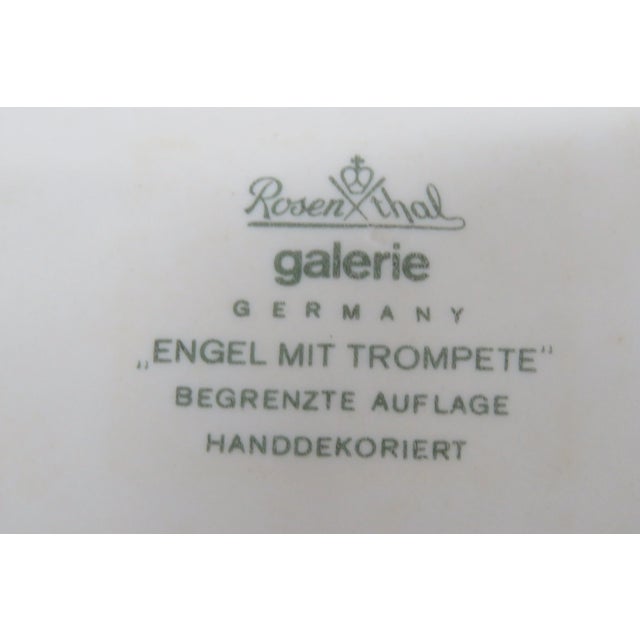 Rosenthal
galerie
GERMANY
„ENGEL MIT TROMPETE“
BEGRENZTE AUFLAGE
HANDDEKORIERT